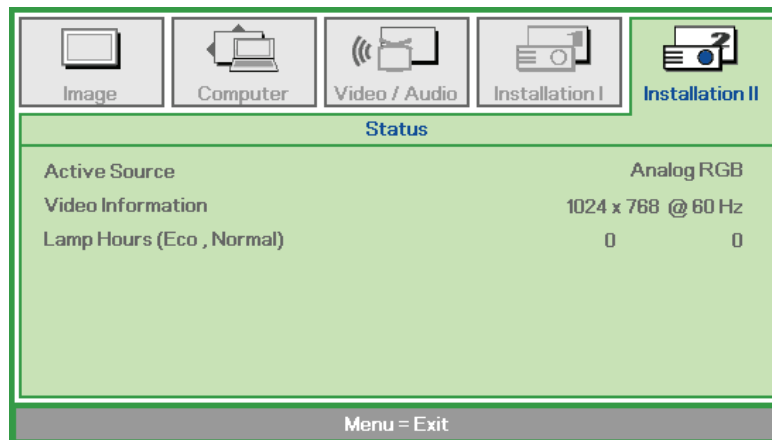 Image Computer Video / Audio Installation I Installation II
Status
Active Source Analog RGB
Video Information 1024 x 768 @ 60 Hz
Lamp Hours (Eco , Normal) 0 0
Menu = Exit